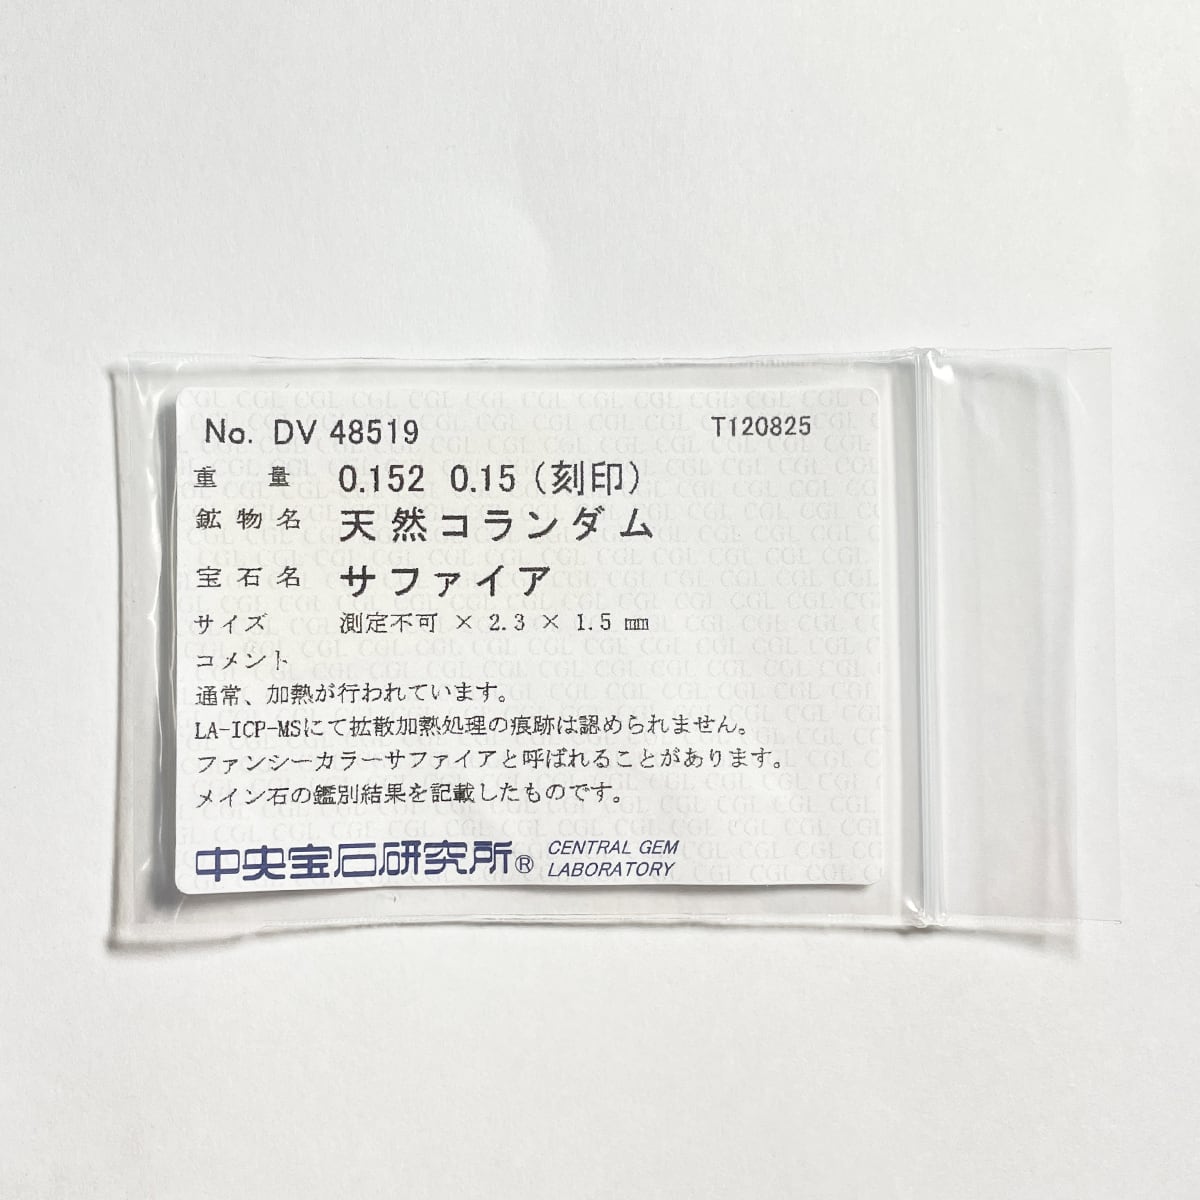 No. DV 48519 T120825
重量 0.152 0.15 (刻印)
鉱物名 天然コランダム
宝石名 サファイア
サイズ 測定不可 × 2.3 × 1.5 ㎜
コメント
通常、加熱が行われています。
LA-ICP-MSにて拡散加熱処理の痕跡は認められません。
ファンシーカラーサファイアと呼ばれることがあります。
メイン石の鑑別結果を記載したものです。
中央宝石研究所® CENTRAL GEM
LABORATORY